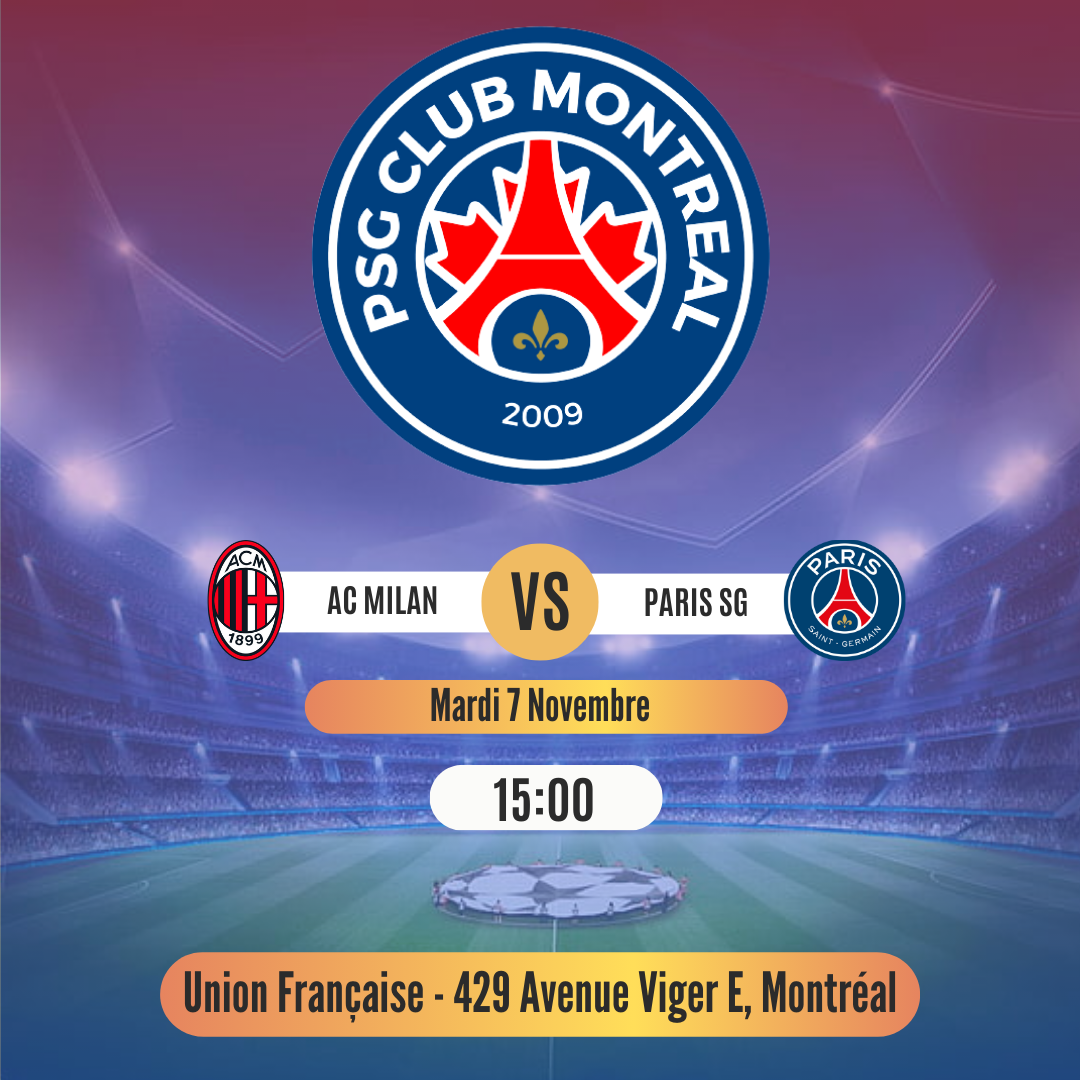 PSG CLUB MONTREAL
2009
ACM
1899
AC MILAN
VS
PARIS SG
PARIS
SAINT - GERMAIN
Mardi 7 Novembre
15:00
Union Française - 429 Avenue Viger E, Montréal